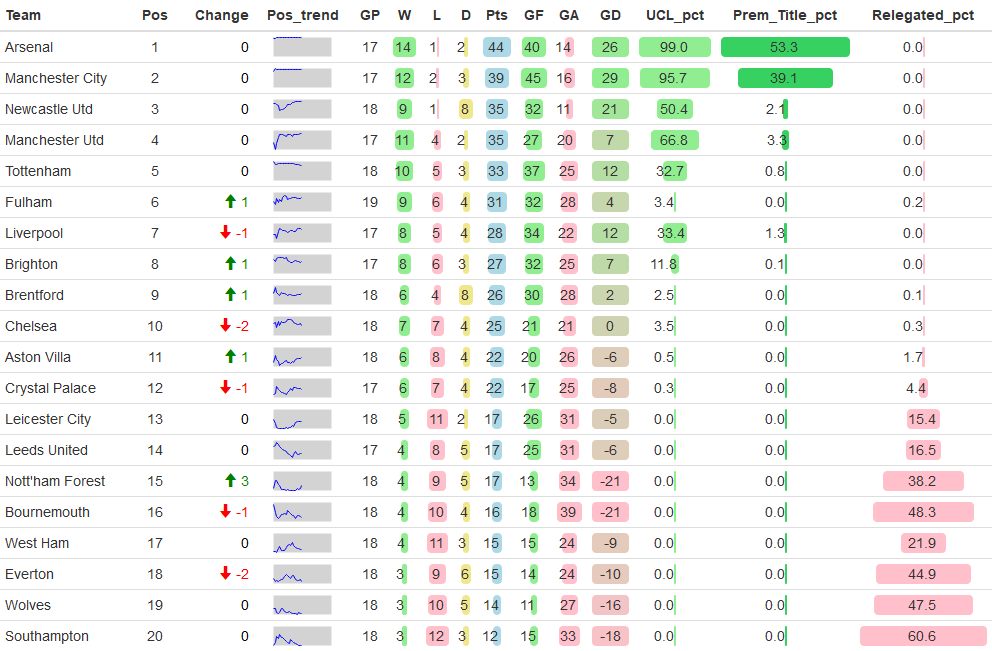 Team Pos Change Pos_trend GP W L D Pts GF GA GD UCL_pct Prem_Title_pct Relegated_pct
Arsenal 1 0 17 14 1 2 44 40 14 26 99.0 53.3 0.0
Manchester City 2 0 17 12 2 3 39 45 16 29 95.7 39.1 0.0
Newcastle Utd 3 0 18 9 1 8 35 32 11 21 50.4 2.1 0.0
Manchester Utd 4 0 17 11 4 2 35 27 20 7 66.8 3.3 0.0
Tottenham 5 0 18 10 5 3 33 37 25 12 32.7 0.8 0.0
Fulham 6 1 19 9 6 4 31 32 28 4 3.4 0.0 0.2
Liverpool 7 -1 17 8 5 4 28 34 22 12 33.4 1.3 0.0
Brighton 8 1 17 8 6 3 27 32 25 7 11.8 0.1 0.0
Brentford 9 1 18 6 4 8 26 30 28 2 2.5 0.0 0.1
Chelsea 10 -2 18 7 7 4 25 21 21 0 3.5 0.0 0.3
Aston Villa 11 1 18 6 8 4 22 20 26 -6 0.5 0.0 1.7
Crystal Palace 12 -1 17 6 7 4 22 17 25 -8 0.3 0.0 4.4
Leicester City 13 0 18 5 11 2 17 26 31 -5 0.0 0.0 15.4
Leeds United 14 0 17 4 8 5 17 25 31 -6 0.0 0.0 16.5
Nott'ham Forest 15 3 18 4 9 5 17 13 34 -21 0.0 0.0 38.2
Bournemouth 16 -1 18 4 10 4 16 18 39 -21 0.0 0.0 48.3
West Ham 17 0 18 4 11 3 15 15 24 -9 0.0 0.0 21.9
Everton 18 -2 18 3 9 6 15 14 24 -10 0.0 0.0 44.9
Wolves 19 0 18 3 10 5 14 11 27 -16 0.0 0.0 47.5
Southampton 20 0 18 3 12 3 12 15 33 -18 0.0 0.0 60.6